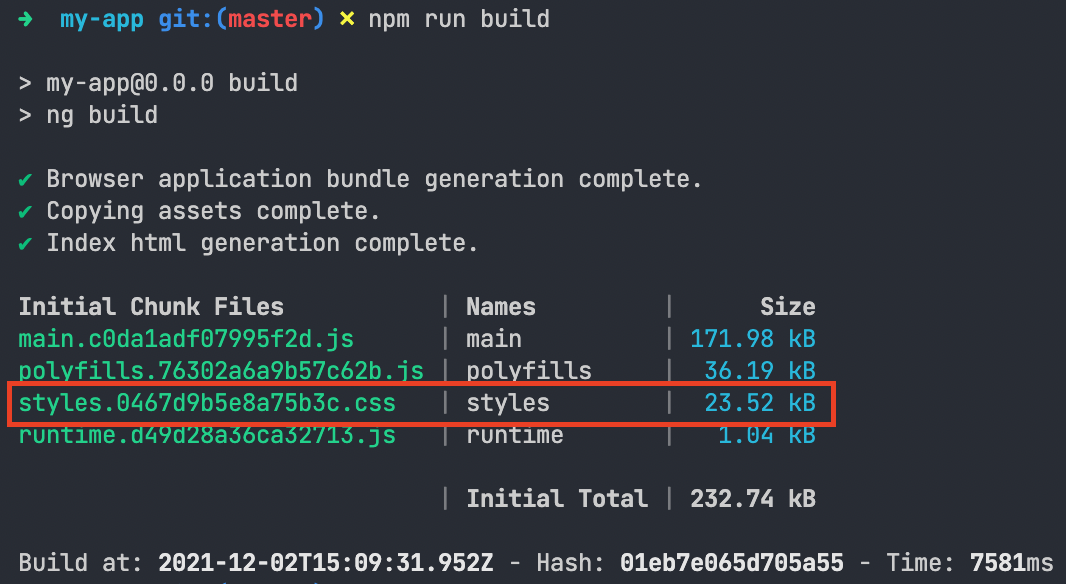 ➜ my-app git:(master) ✗ npm run build
> my-app@0.0.0 build
> ng build
✔ Browser application bundle generation complete.
✔ Copying assets complete.
✔ Index html generation complete.
Initial Chunk Files | Names | Size
main.c0da1adf07995f2d.js | main | 171.98 kB
polyfills.76302a6a9b57c62b.js | polyfills | 36.19 kB
styles.0467d9b5e8a75b3c.css | styles | 23.52 kB
runtime.d49d28a36ca32713.js | runtime | 1.04 kB
| Initial Total | 232.74 kB
Build at: 2021-12-02T15:09:31.952Z - Hash: 01eb7e065d705a55 - Time: 7581ms